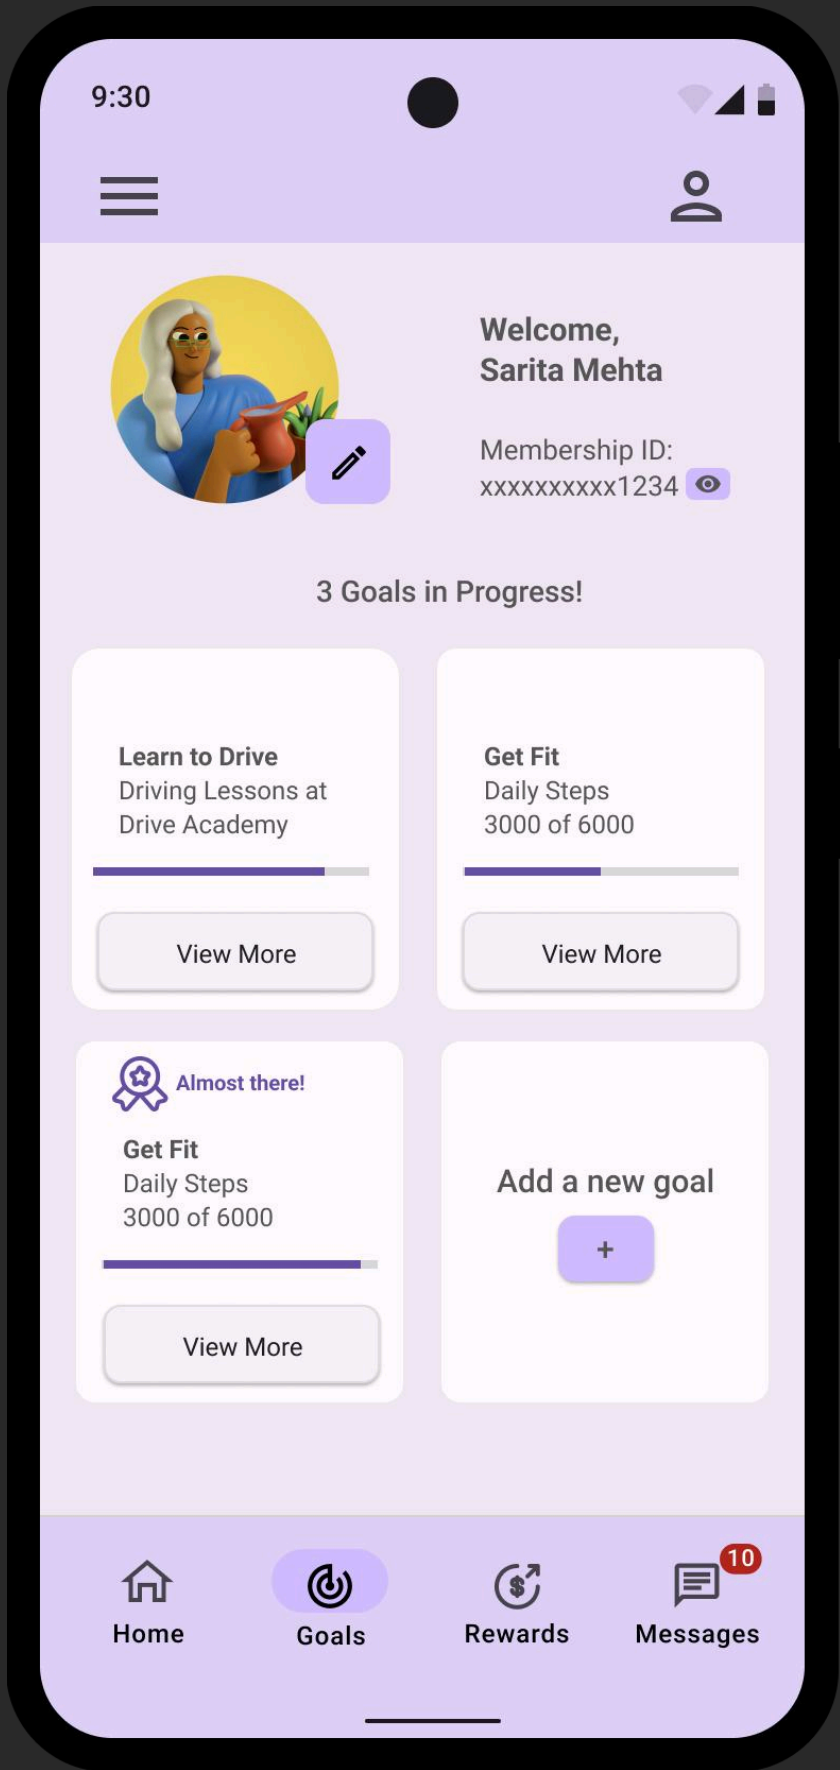 9:30
Welcome,
Sarita Mehta
Membership ID:
xxxxxxxxxx1234
3 Goals in Progress!
Learn to Drive
Driving Lessons at
Drive Academy
View More
Get Fit
Daily Steps
3000 of 6000
View More
Almost there!
Get Fit
Daily Steps
3000 of 6000
View More
Add a new goal
+
Home
Goals
$
Rewards
10
Messages